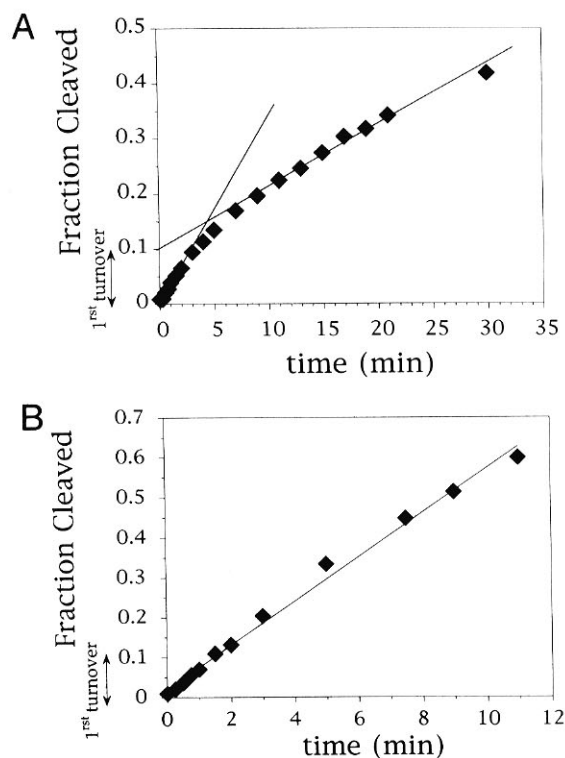 A
Fraction Cleaved
1rst turnover
0.5
0.4
0.3
0.2
0.1
0
0 5 10 15 20 25 30 35
time (min)
B
Fraction Cleaved
1rst turnover
0.7
0.6
0.5
0.4
0.3
0.2
0.1
0
0 2 4 6 8 10 12
time (min)